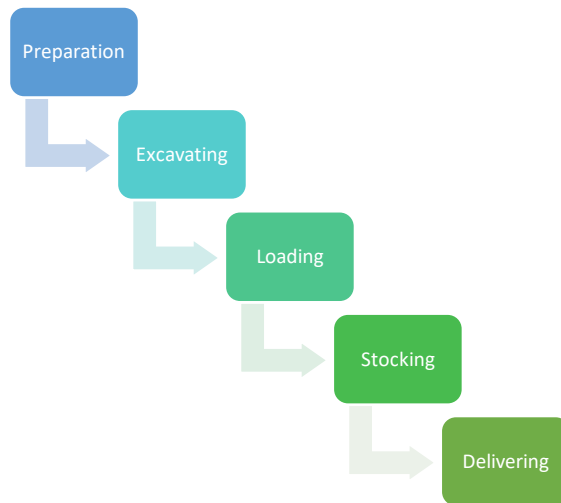 Preparation
Excavating
Loading
Stocking
Delivering